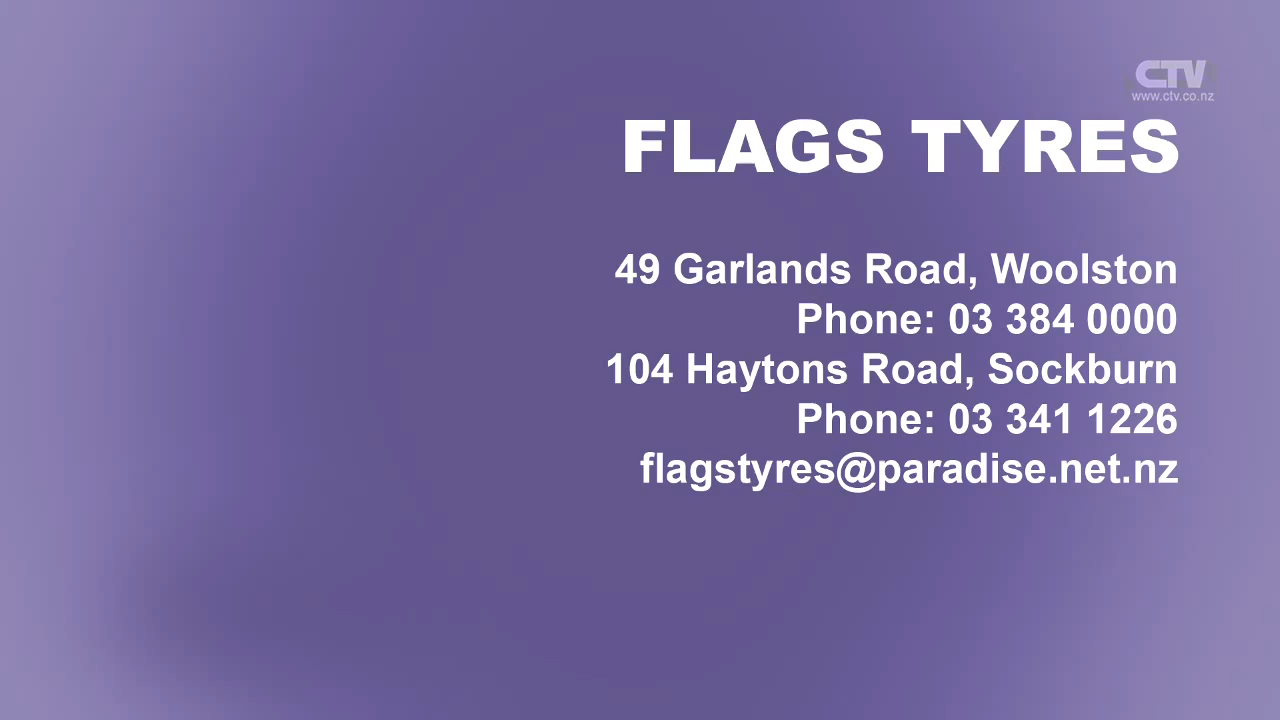 CTV
www.ctv.co.nz
FLAGS TYRES
49 Garlands Road, Woolston
Phone: 03 384 0000
104 Haytons Road, Sockburn
Phone: 03 341 1226
flagstyres@paradise.net.nz